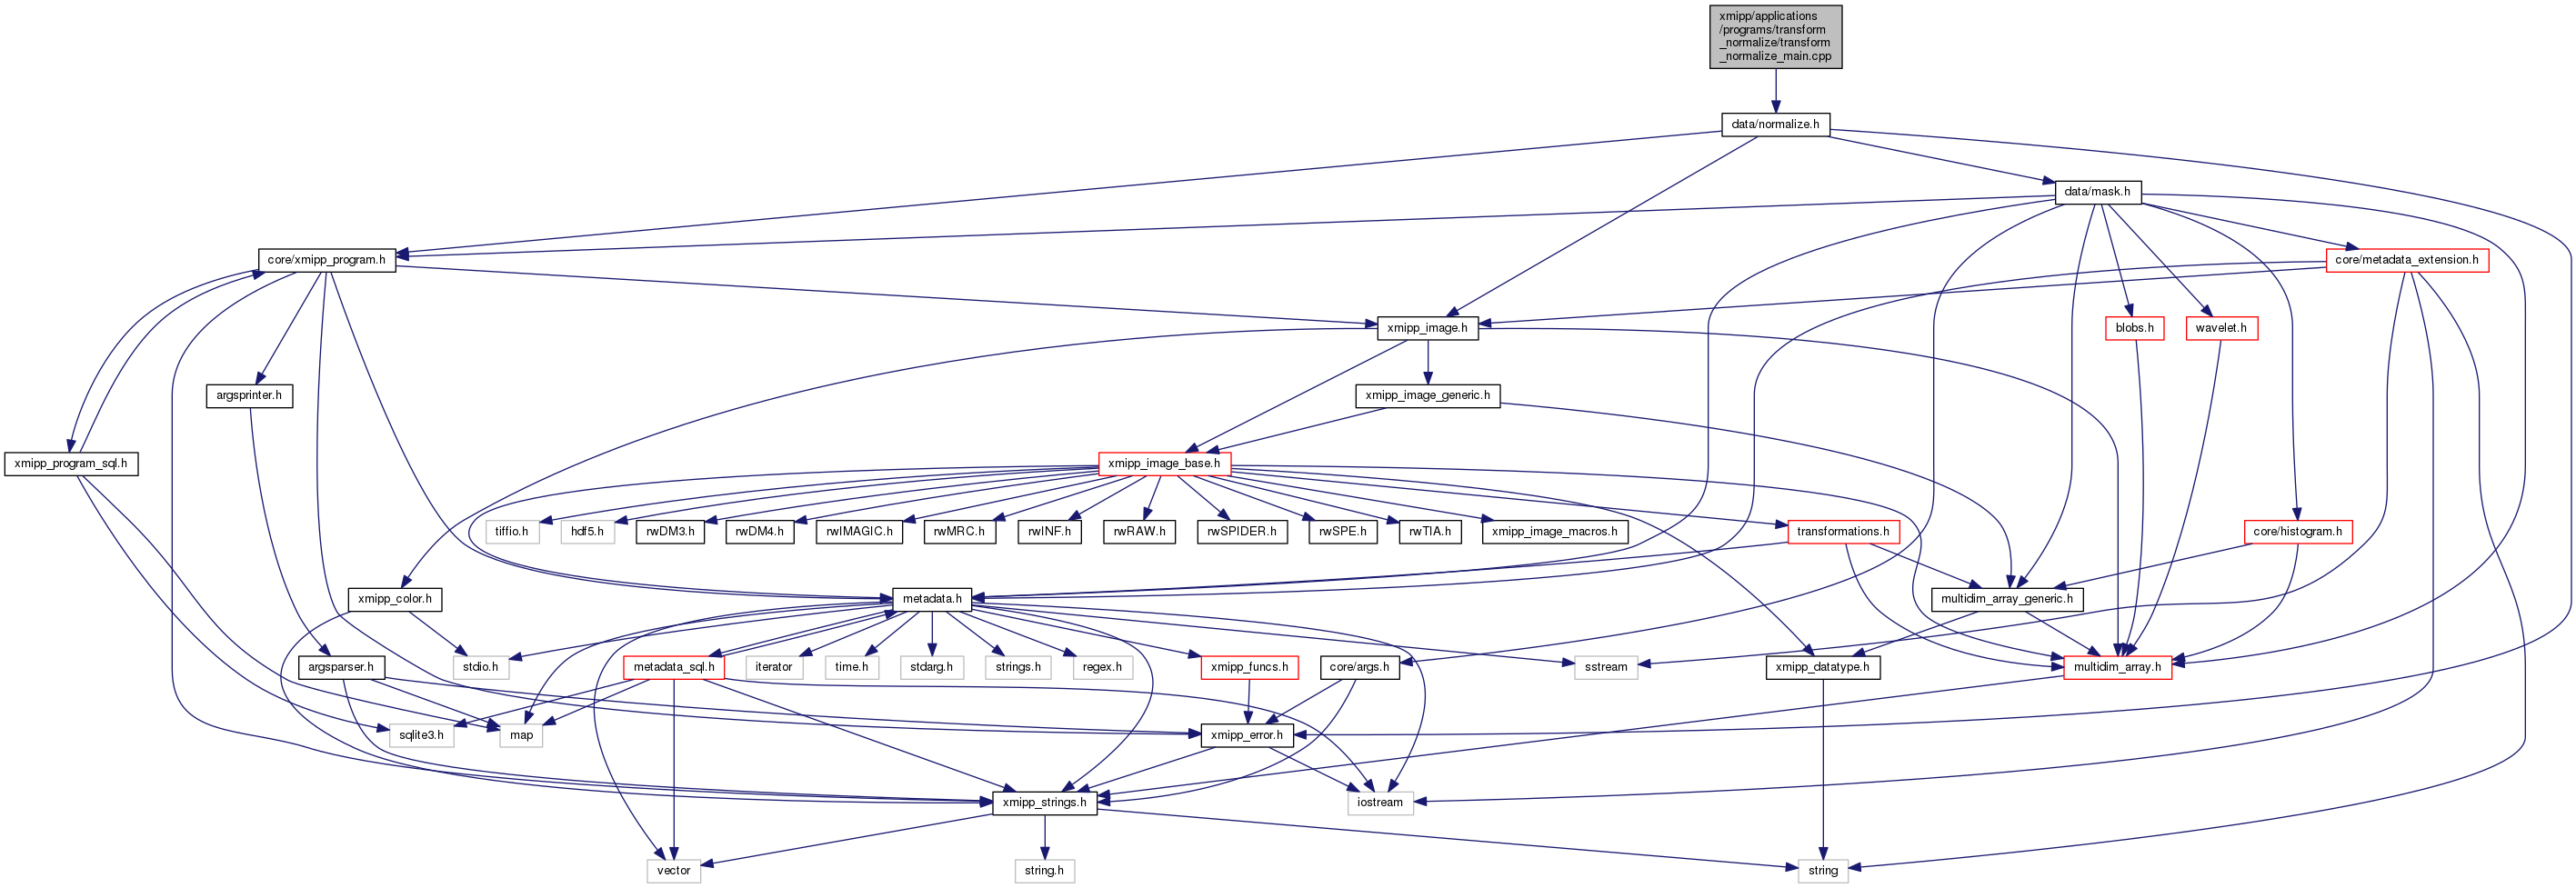 xmipp/applications
/programs/transform
_normalize/transform
_normalize_main.cpp
data/normalize.h
data/mask.h
core/xmipp_program.h
core/metadata_extension.h
xmipp_image.h
blobs.h
wavelet.h
argsprinter.h
xmipp_image_generic.h
xmipp_program_sql.h
xmipp_image_base.h
tiffio.h
hdf5.h
rwDM3.h
rwDM4.h
rwIMAGIC.h
rwMRC.h
rwINF.h
rwRAW.h
rwSPIDER.h
rwSPE.h
rwTIA.h
xmipp_image_macros.h
transformations.h
core/histogram.h
xmipp_color.h
metadata.h
multidim_array_generic.h
argsparser.h
stdio.h
metadata_sql.h
iterator
time.h
stdarg.h
strings.h
regex.h
xmipp_funcs.h
core/args.h
sstream
xmipp_datatype.h
multidim_array.h
sqlite3.h
map
xmipp_error.h
xmipp_strings.h
iostream
vector
string.h
string